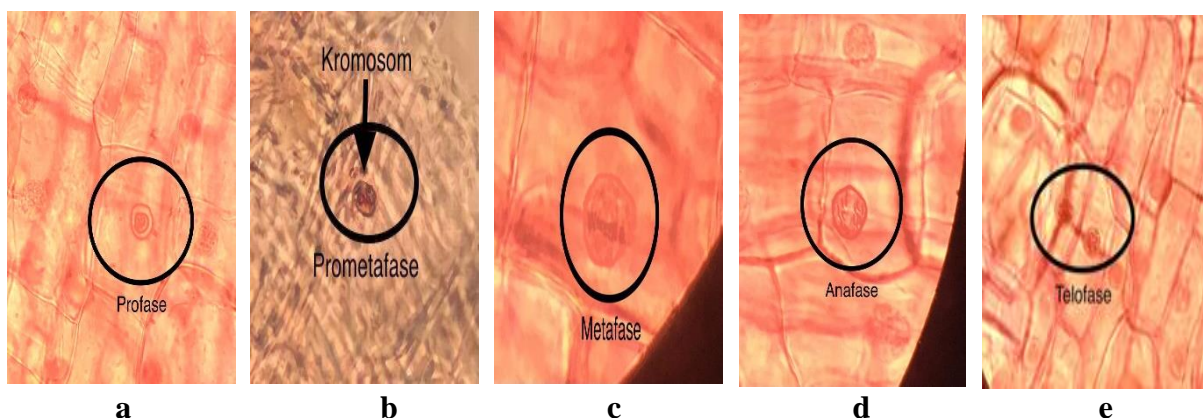 Kromosom
Profase
Prometafase
Metafase
Anafase
Telofase
a
b
c
d
e